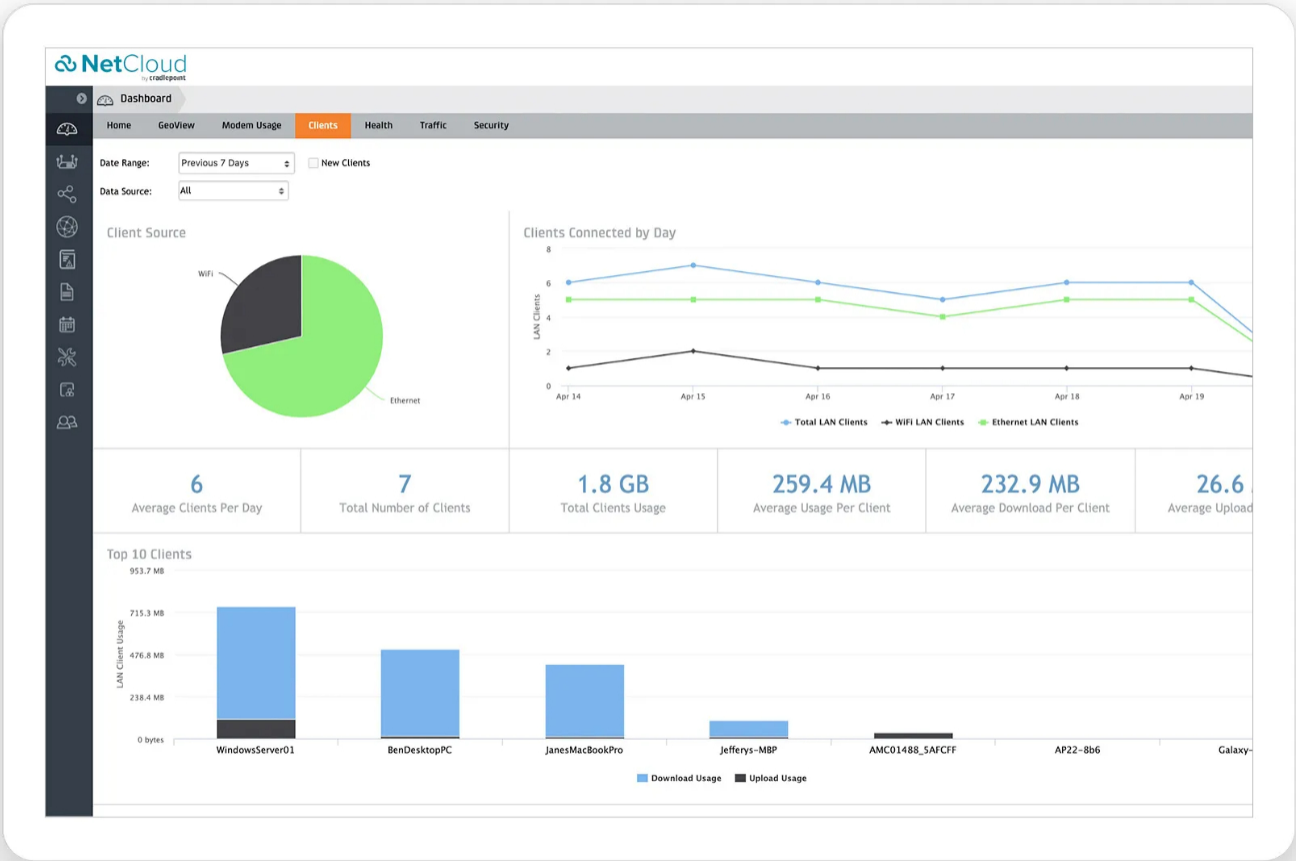 NetCloud
by cradlepoint
Dashboard
Home GeoView Modem Usage Clients Health Traffic Security
Date Range: Previous 7 Days New Clients
Data Source: All
Client Source
WiFi
Ethernet
Clients Connected by Day
8
6
4
2
0
LAN Clients
Apr 14 Apr 15 Apr 16 Apr 17 Apr 18 Apr 19
Total LAN Clients WiFi LAN Clients Ethernet LAN Clients
6
Average Clients Per Day
7
Total Number of Clients
1.8 GB
Total Clients Usage
259.4 MB
Average Usage Per Client
232.9 MB
Average Download Per Client
26.6
Average Upload
Top 10 Clients
953.7 MB
715.3 MB
476.8 MB
238.4 MB
0 bytes
LAN Client Usage
WindowsServer01 BenDesktopPC JanesMacBookPro Jefferys-MBP AMC01488_5AFCFF AP22-8b6 Galaxy-
Download Usage Upload Usage